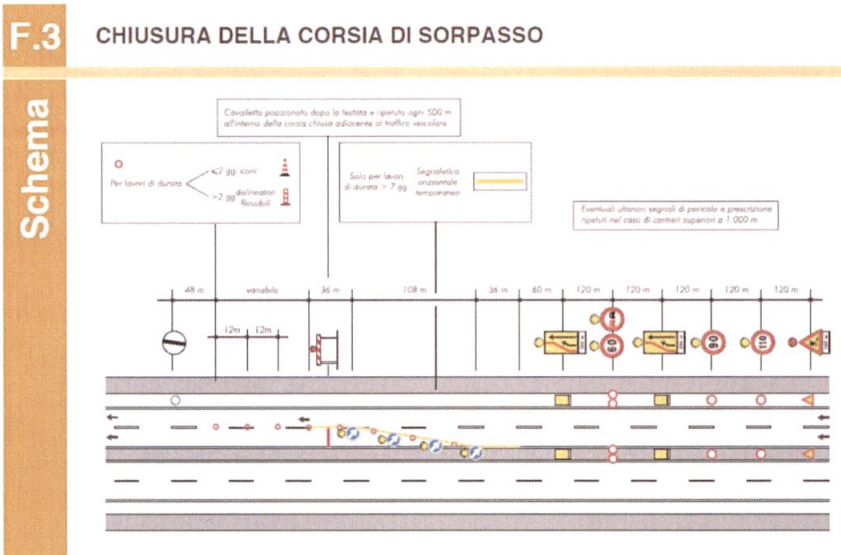 F.3
CHIUSURA DELLA CORSIA DI SORPASSO
Schema
Cavalletto posizionato dopo la testata e ripetuto ogni 500 m
all'interno della corsia chiusa adiacente al traffico veicolare
Per lavori di durata
≤2 gg. coni
>2 gg. delineatori
flessibili
Solo per lavori
di durata > 7 gg.
Segnaletica
orizzontale
temporanea
Eventuali ulteriori segnali di pericolo e prescrizione
ripetuti nel caso di cantieri superiori a 1.000 m
48 m variabile 36 m 108 m 36 m 60 m 120 m 120 m 120 m 120 m 120 m
12m 12m
60
90
110